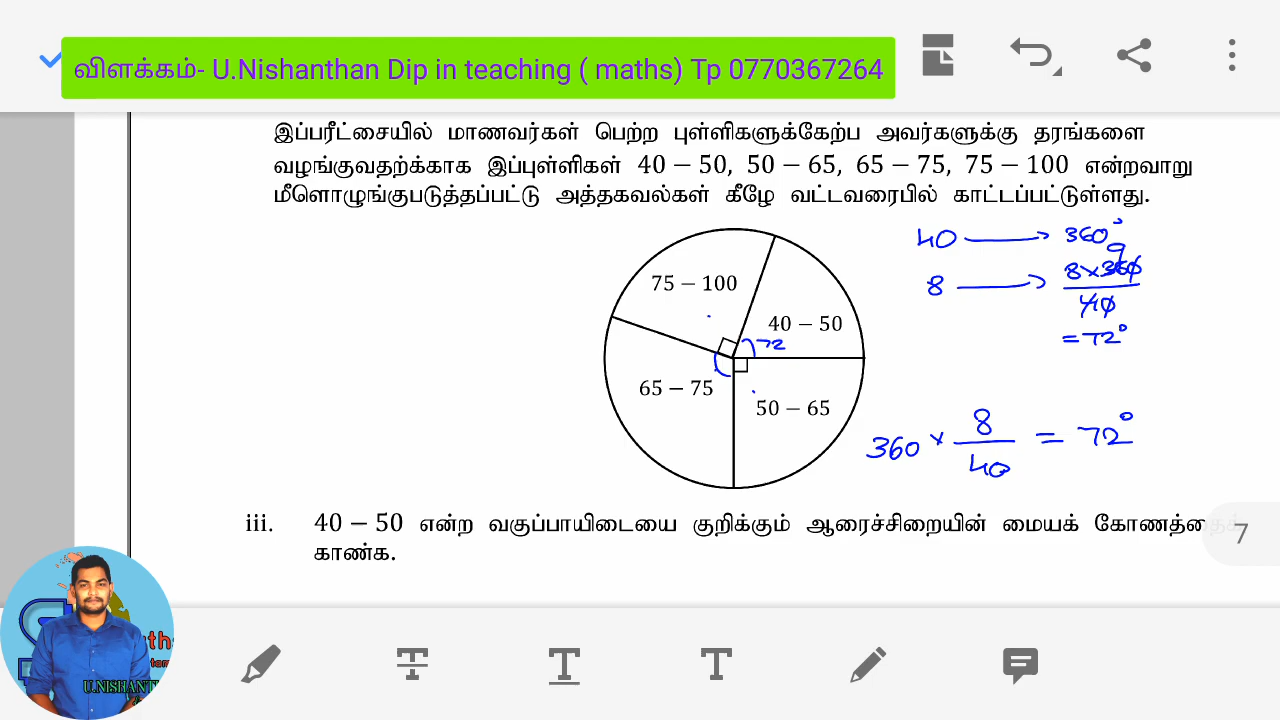 விளக்கம்- U.Nishanthan Dip in teaching ( maths) Tp 0770367264
இப்பரீட்சையில் மாணவர்கள் பெற்ற புள்ளிகளுக்கேற்ப அவர்களுக்கு தரங்களை
வழங்குவதற்க்காக இப்புள்ளிகள் 40 – 50, 50 – 65, 65 – 75, 75 – 100 என்றவாறு
மீளொழுங்குபடுத்தப்பட்டு அத்தகவல்கள் கீழே வட்டவரைபில் காட்டப்பட்டுள்ளது.
40 → 360°
9
8 → 8 × 360
40
= 72°
75 – 100
40 – 50
72
65 – 75
50 – 65
360 × 8/40 = 72°
iii. 40 – 50 என்ற வகுப்பாயிடையை குறிக்கும் ஆரைச்சிறையின் மையக் கோணத்தைக்
காண்க.
7
U.NISHANT